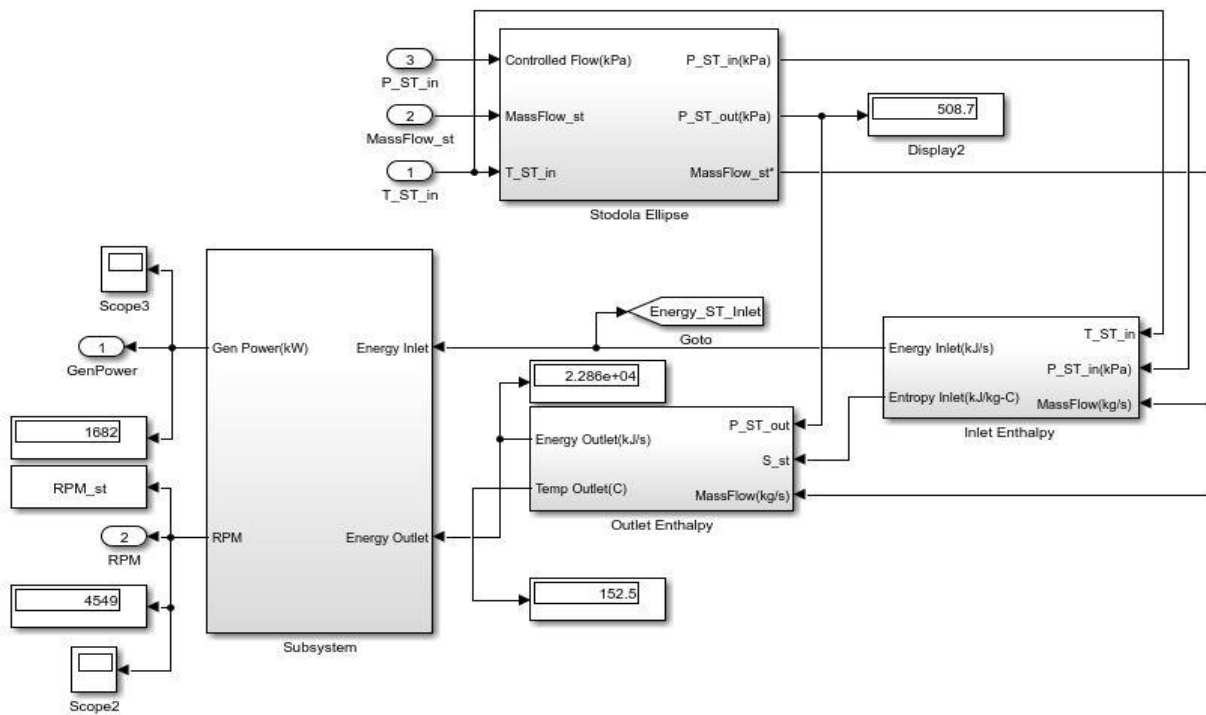 3
P_ST_in
2
MassFlow_st
1
T_ST_in
Controlled Flow(kPa)
MassFlow_st
T_ST_in
P_ST_in(kPa)
P_ST_out(kPa)
MassFlow_st*
Stodola Ellipse
508.7
Display2
Scope3
1
GenPower
1682
RPM_st
2
RPM
4549
Scope2
Gen Power(kW)
RPM
Energy Inlet
Energy Outlet
Subsystem
Energy_ST_Inlet
Goto
2.286e+04
Energy Outlet(kJ/s)
Temp Outlet(C)
P_ST_out
S_st
MassFlow(kg/s)
Outlet Enthalpy
152.5
Energy Inlet(kJ/s)
Entropy Inlet(kJ/kg-C)
T_ST_in
P_ST_in(kPa)
MassFlow(kg/s)
Inlet Enthalpy